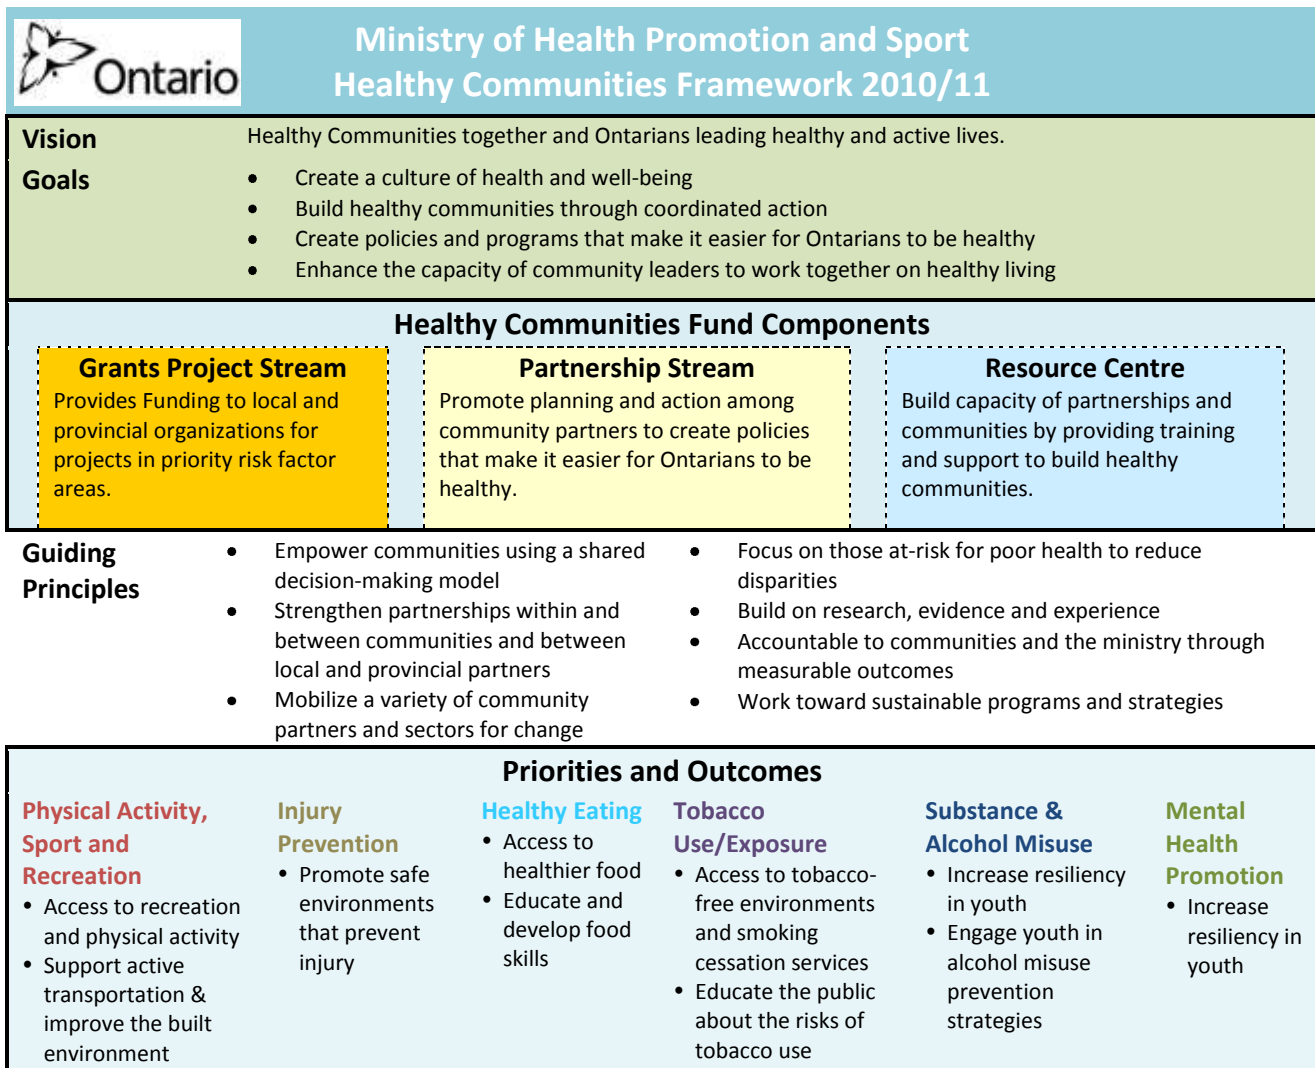 Ontario
Ministry of Health Promotion and Sport
Healthy Communities Framework 2010/11
Vision
Healthy Communities together and Ontarians leading healthy and active lives.
Goals
• Create a culture of health and well-being
• Build healthy communities through coordinated action
• Create policies and programs that make it easier for Ontarians to be healthy
• Enhance the capacity of community leaders to work together on healthy living
Healthy Communities Fund Components
Grants Project Stream
Provides Funding to local and
provincial organizations for
projects in priority risk factor
areas.
Partnership Stream
Promote planning and action among
community partners to create policies
that make it easier for Ontarians to be
healthy.
Resource Centre
Build capacity of partnerships and
communities by providing training
and support to build healthy
communities.
Guiding
Principles
• Empower communities using a shared
decision-making model
• Strengthen partnerships within and
between communities and between
local and provincial partners
• Mobilize a variety of community
partners and sectors for change
• Focus on those at-risk for poor health to reduce
disparities
• Build on research, evidence and experience
• Accountable to communities and the ministry through
measurable outcomes
• Work toward sustainable programs and strategies
Priorities and Outcomes
Physical Activity,
Sport and
Recreation
• Access to recreation
and physical activity
• Support active
transportation &
improve the built
environment
Injury
Prevention
• Promote safe
environments
that prevent
injury
Healthy Eating
• Access to
healthier food
• Educate and
develop food
skills
Tobacco
Use/Exposure
• Access to tobacco-
free environments
and smoking
cessation services
• Educate the public
about the risks of
tobacco use
Substance &
Alcohol Misuse
• Increase resiliency
in youth
• Engage youth in
alcohol misuse
prevention
strategies
Mental
Health
Promotion
• Increase
resiliency in
youth